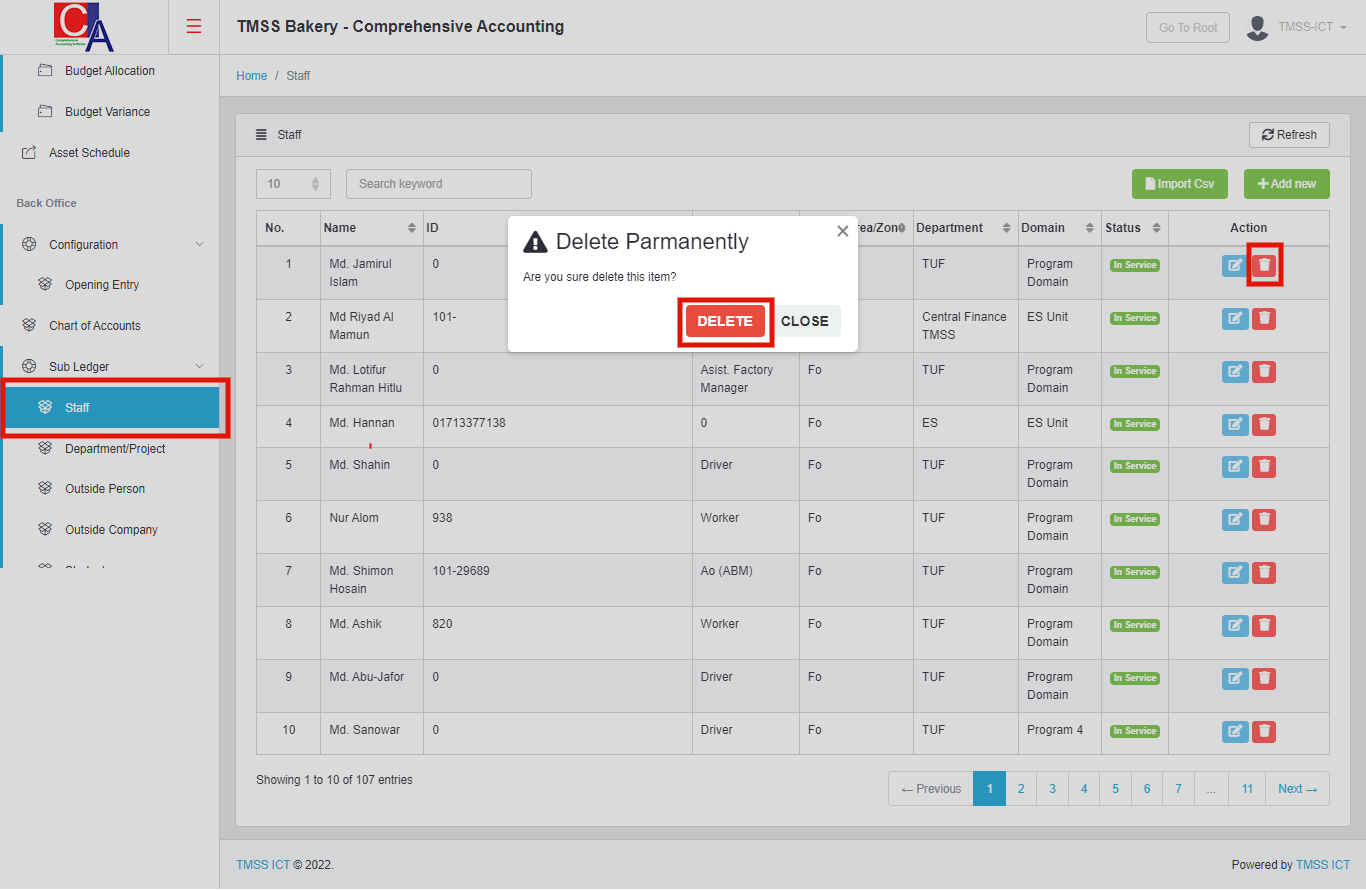 CA
TMSS Bakery - Comprehensive Accounting
Go To Root
TMSS-ICT
Budget Allocation
Budget Variance
Asset Schedule
Back Office
Configuration
Opening Entry
Chart of Accounts
Sub Ledger
Staff
Department/Project
Outside Person
Outside Company
Home / Staff
Staff
Refresh
10
Search keyword
Import Csv
Add new
No. Name ID rea/Zone Department Domain Status Action
1 Md. Jamirul Islam 0 TUF Program Domain In Service
2 Md Riyad Al Mamun 101- Central Finance TMSS ES Unit In Service
3 Md. Lotifur Rahman Hitlu 0 Asist. Factory Manager Fo TUF Program Domain In Service
4 Md. Hannan 01713377138 0 Fo ES ES Unit In Service
5 Md. Shahin 0 Driver Fo TUF Program Domain In Service
6 Nur Alom 938 Worker Fo TUF Program Domain In Service
7 Md. Shimon Hosain 101-29689 Ao (ABM) Fo TUF Program Domain In Service
8 Md. Ashik 820 Worker Fo TUF Program Domain In Service
9 Md. Abu-Jafor 0 Driver Fo TUF Program Domain In Service
10 Md. Sanowar 0 Driver Fo TUF Program 4 In Service
Delete Parmanently
×
Are you sure delete this item?
DELETE
CLOSE
Showing 1 to 10 of 107 entries
← Previous 1 2 3 4 5 6 7 ... 11 Next →
TMSS ICT © 2022.
Powered by TMSS ICT